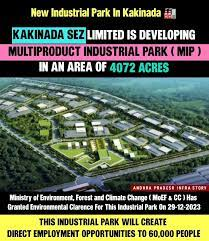 New Industrial Park In Kakinada
KAKINADA SEZ LIMITED IS DEVELOPING
MULTIPRODUCT INDUSTRIAL PARK ( MIP )
IN AN AREA OF 4072 ACRES
ANDHRA PRADESH INFRA STORY
Ministry of Environment, Forest and Climate Change ( MoEF & CC ) Has
Granted Environmental Clarence For This Industrial Park On 29-12-2023
THIS INDUSTRIAL PARK WILL CREATE
DIRECT EMPLOYMENT OPPORTUNITIES TO 60,000 PEOPLE